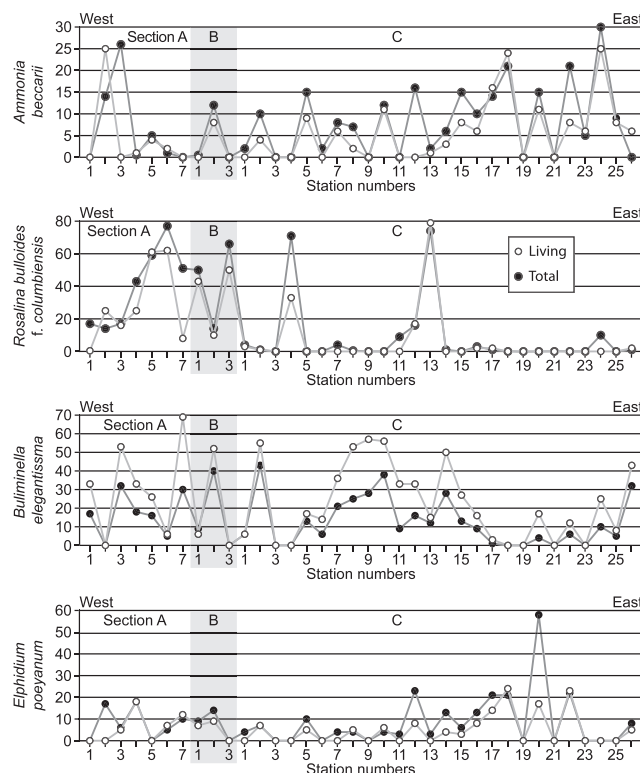 West East
Section A B C
Ammonia
beccarii
30
25
20
15
10
5
0
1 3 5 7 1 3 1 3 5 7 9 11 13 15 17 19 21 23 25
Station numbers
West East
Section A B C
Rosalina bulloides
f. columbiensis
80
60
40
20
0
Living
Total
1 3 5 7 1 3 1 3 5 7 9 11 13 15 17 19 21 23 25
Station numbers
West East
Section A B C
Buliminella
elegantissma
70
60
50
40
30
20
10
0
1 3 5 7 1 3 1 3 5 7 9 11 13 15 17 19 21 23 25
Station numbers
West East
Section A B C
Elphidium
poeyanum
60
50
40
30
20
10
0
1 3 5 7 1 3 1 3 5 7 9 11 13 15 17 19 21 23 25
Station numbers